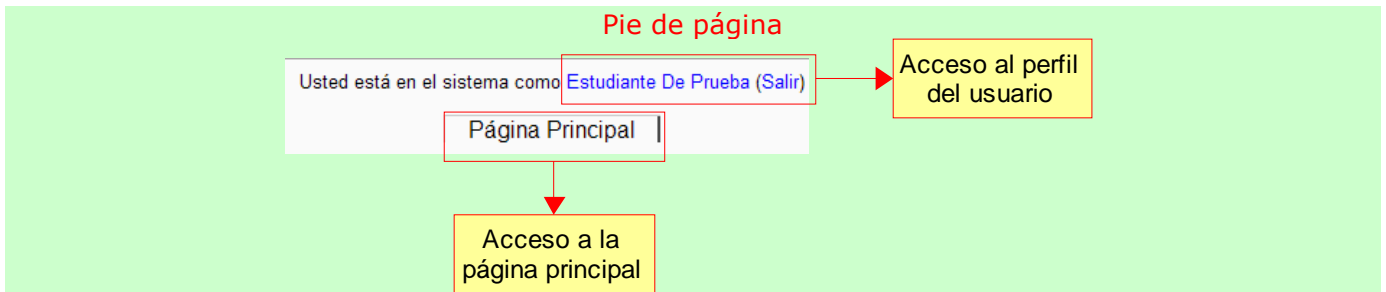 Pie de página
Usted está en el sistema como Estudiante De Prueba (Salir)
Acceso al perfil
del usuario
Página Principal
Acceso a la
página principal